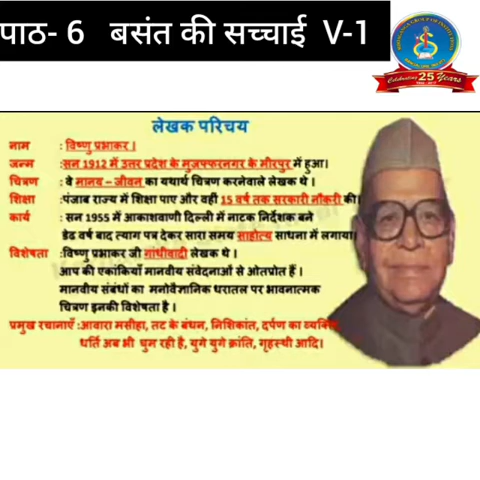 पाठ- 6 बसंत की सच्चाई V-1
Celebrating 25 Years
लेखक परिचय
नाम : विष्णु प्रभाकर ।
जन्म : सन 1912 में उत्तर प्रदेश के मुजफ्फरनगर के मीरपुर में हुआ।
चित्रण : वे मानव – जीवन का यथार्थ चित्रण करनेवाले लेखक थे ।
शिक्षा :पंजाब राज्य में शिक्षा पाए और वहीं 15 वर्ष तक सरकारी नौकरी की।
कार्य : सन 1955 में आकाशवाणी दिल्ली में नाटक निर्देशक बने
डेढ वर्ष बाद त्याग पत्र देकर सारा समय साहीत्य साधना में लगाया।
विशेषता :विष्णु प्रभाकर जी गांधीवादी लेखक थे ।
आप की एकांकियाँ मानवीय संवेदनाओं से ओतप्रोत हैं ।
मानवीय संबंधों का मनोवैज्ञानिक धरातल पर भावनात्मक
चित्रण इनकी विशेषता है ।
प्रमुख रचानाएँ :आवारा मसीहा, तट के बंधन, निशिकांत, दर्पण का व्यक्ति
धर्ति अब भी घुम रही है, युगे युगे क्रांति, गृहस्थी आदि।